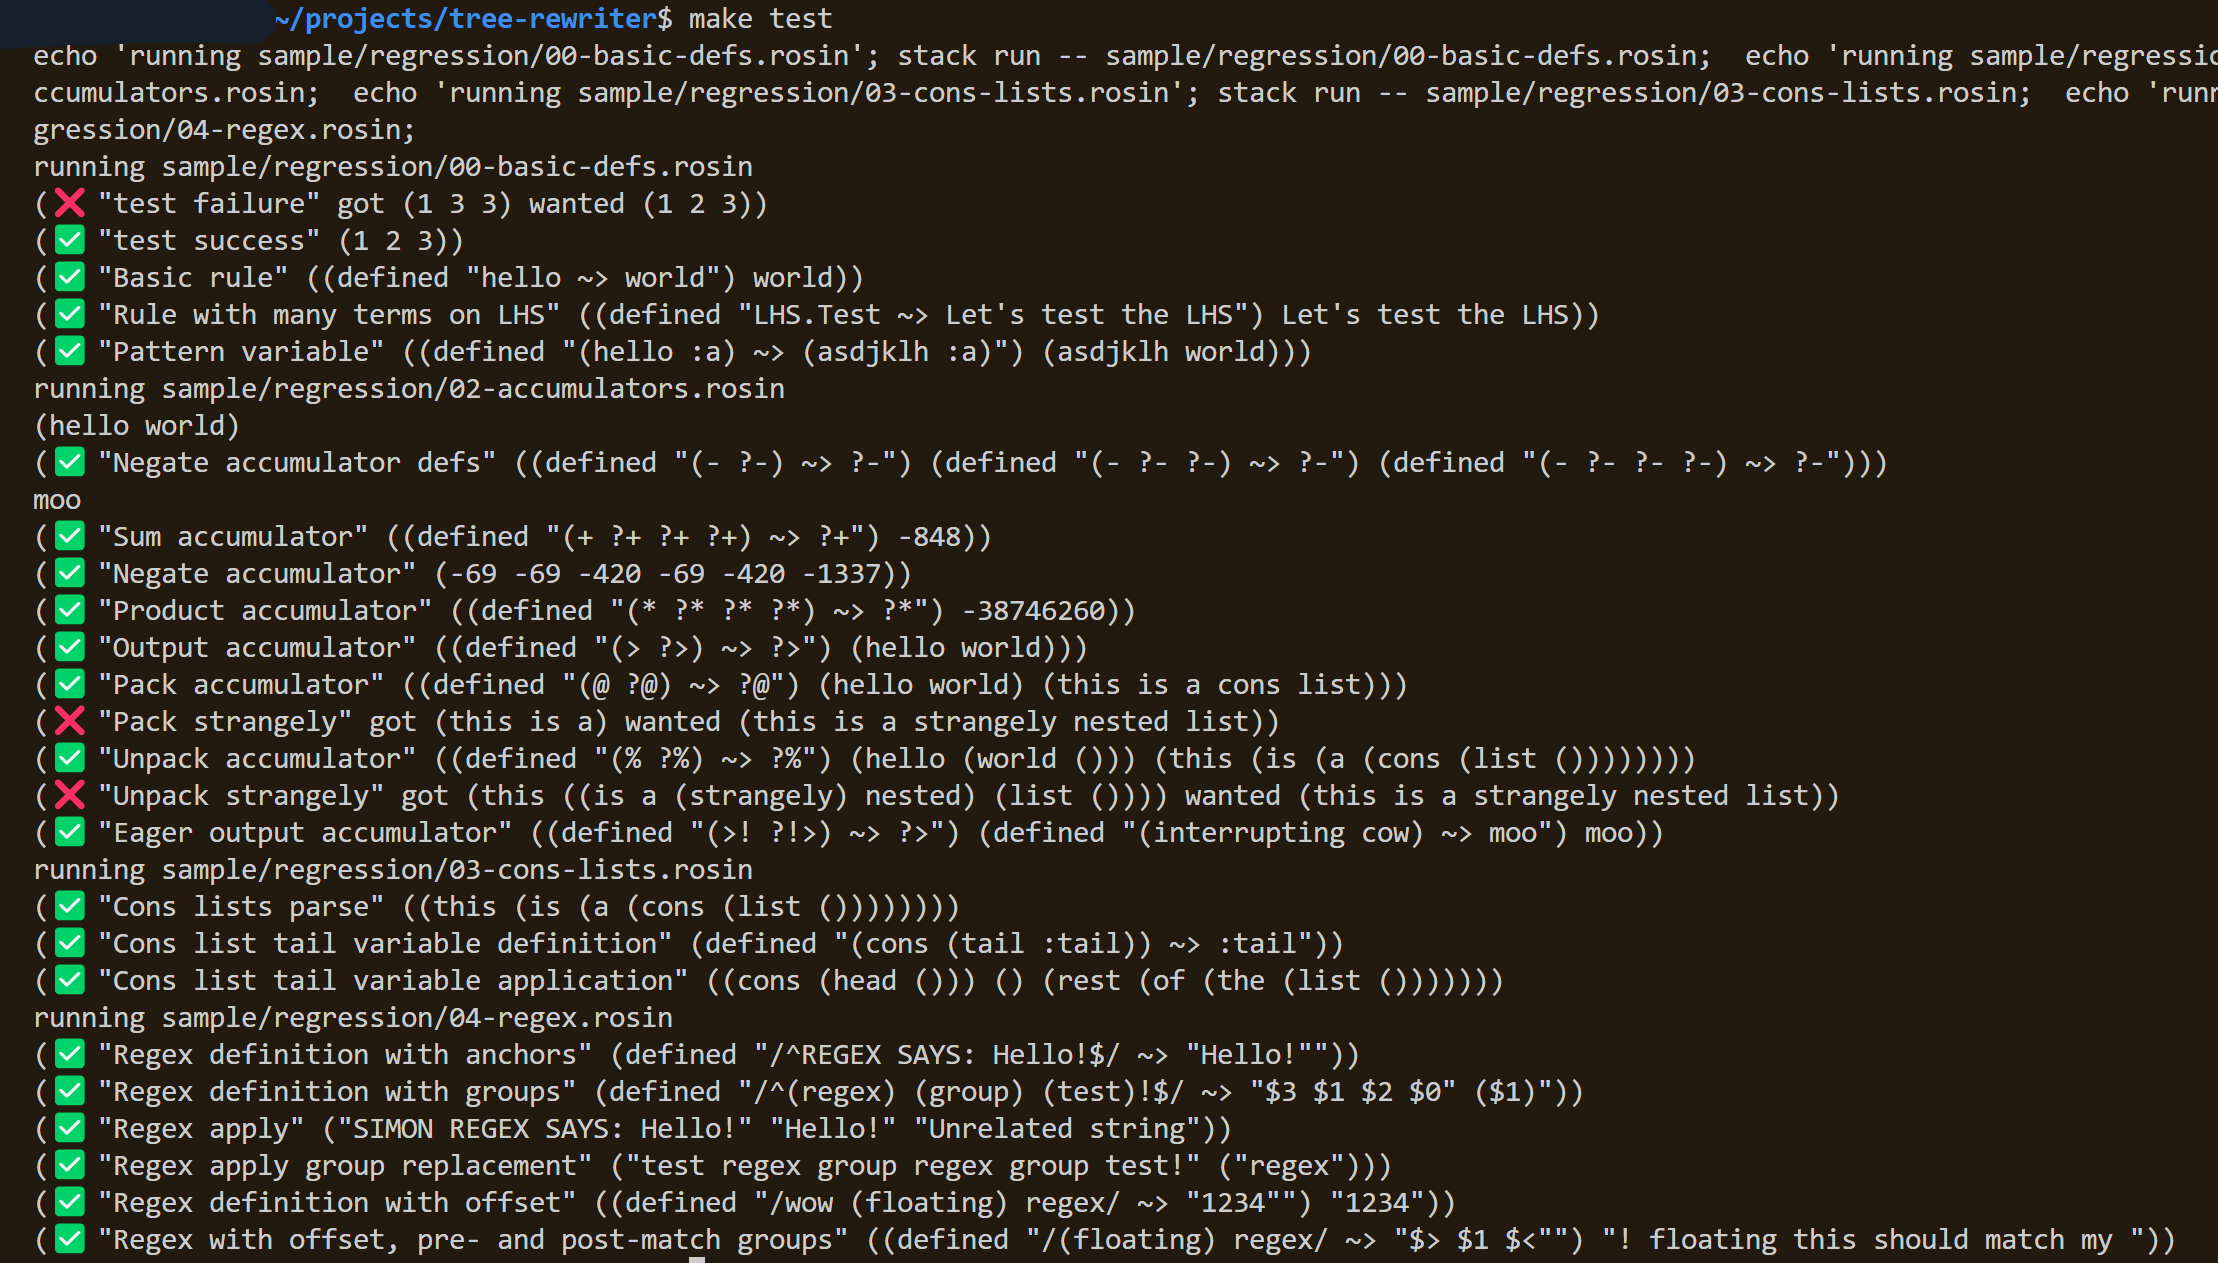 ~/projects/tree-rewriter$ make test
echo 'running sample/regression/00-basic-defs.rosin'; stack run -- sample/regression/00-basic-defs.rosin;  echo 'running sample/regressio
ccumulators.rosin;  echo 'running sample/regression/03-cons-lists.rosin'; stack run -- sample/regression/03-cons-lists.rosin;  echo 'runn
gression/04-regex.rosin;
running sample/regression/00-basic-defs.rosin
(❌ "test failure" got (1 3 3) wanted (1 2 3))
(✅ "test success" (1 2 3))
(✅ "Basic rule" ((defined "hello ~> world") world))
(✅ "Rule with many terms on LHS" ((defined "LHS.Test ~> Let's test the LHS") Let's test the LHS))
(✅ "Pattern variable" ((defined "(hello :a) ~> (asdjklh :a)") (asdjklh world)))
running sample/regression/02-accumulators.rosin
(hello world)
(✅ "Negate accumulator defs" ((defined "(- ?-) ~> ?-") (defined "(- ?- ?-) ~> ?-") (defined "(- ?- ?- ?-) ~> ?-")))
moo
(✅ "Sum accumulator" ((defined "(+ ?+ ?+ ?+) ~> ?+") -848))
(✅ "Negate accumulator" (-69 -69 -420 -69 -420 -1337))
(✅ "Product accumulator" ((defined "(* ?* ?* ?*) ~> ?*") -38746260))
(✅ "Output accumulator" ((defined "(> ?>) ~> ?>") (hello world)))
(✅ "Pack accumulator" ((defined "(@ ?@) ~> ?@") (hello world) (this is a cons list)))
(❌ "Pack strangely" got (this is a) wanted (this is a strangely nested list))
(✅ "Unpack accumulator" ((defined "(% ?%) ~> ?%") (hello (world ())) (this (is (a (cons (list ())))))))
(❌ "Unpack strangely" got (this ((is a (strangely) nested) (list ()))) wanted (this is a strangely nested list))
(✅ "Eager output accumulator" ((defined "(>! ?!>) ~> ?>") (defined "(interrupting cow) ~> moo") moo))
running sample/regression/03-cons-lists.rosin
(✅ "Cons lists parse" ((this (is (a (cons (list ())))))))
(✅ "Cons list tail variable definition" (defined "(cons (tail :tail)) ~> :tail"))
(✅ "Cons list tail variable application" ((cons (head ())) () (rest (of (the (list ()))))))
running sample/regression/04-regex.rosin
(✅ "Regex definition with anchors" (defined "/^REGEX SAYS: Hello!$/ ~> "Hello!""))
(✅ "Regex definition with groups" (defined "/^(regex) (group) (test)!$/ ~> "$3 $1 $2 $0" ($1)"))
(✅ "Regex apply" ("SIMON REGEX SAYS: Hello!" "Hello!" "Unrelated string"))
(✅ "Regex apply group replacement" ("test regex group regex group test!" ("regex")))
(✅ "Regex definition with offset" ((defined "/wow (floating) regex/ ~> "1234"") "1234"))
(✅ "Regex with offset, pre- and post-match groups" ((defined "/(floating) regex/ ~> "$> $1 $<"") "! floating this should match my "))